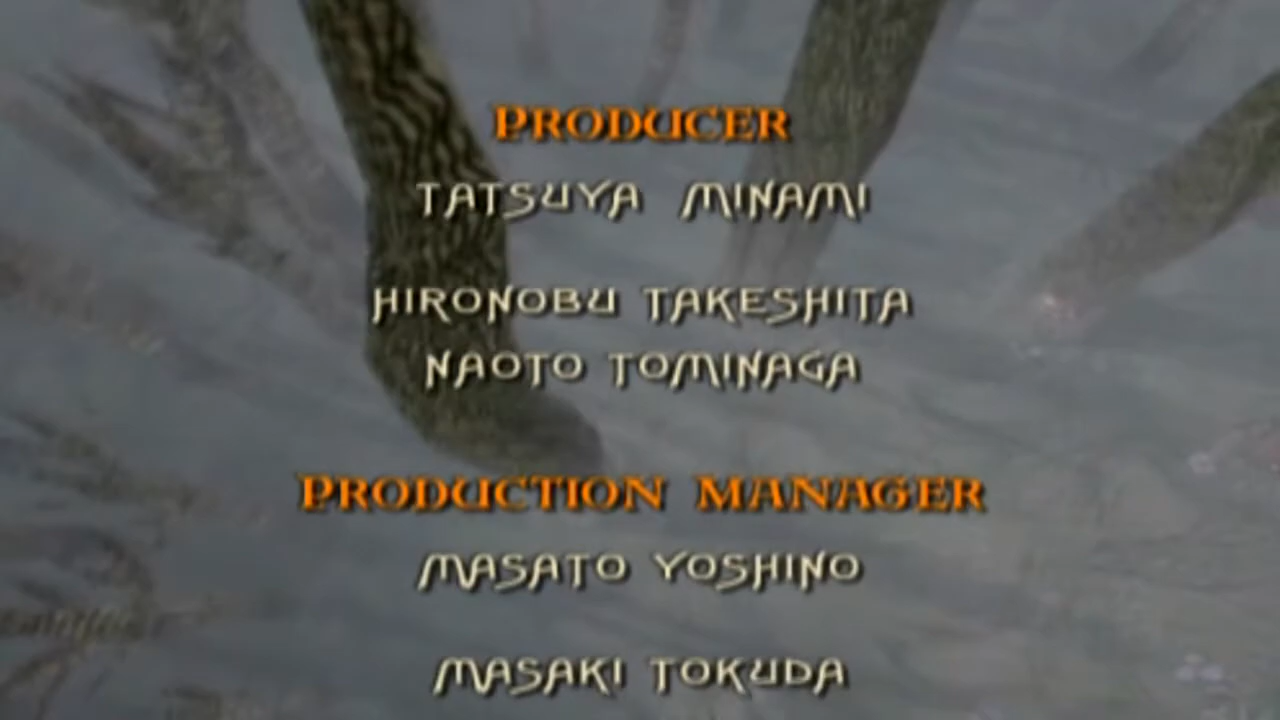 PRODUCER
TATSUYA MINAMI
HIRONOBU TAKESHITA
NAOTO TOMINAGA
PRODUCTION MANAGER
MASATO YOSHINO
MASAKI TOKUDA